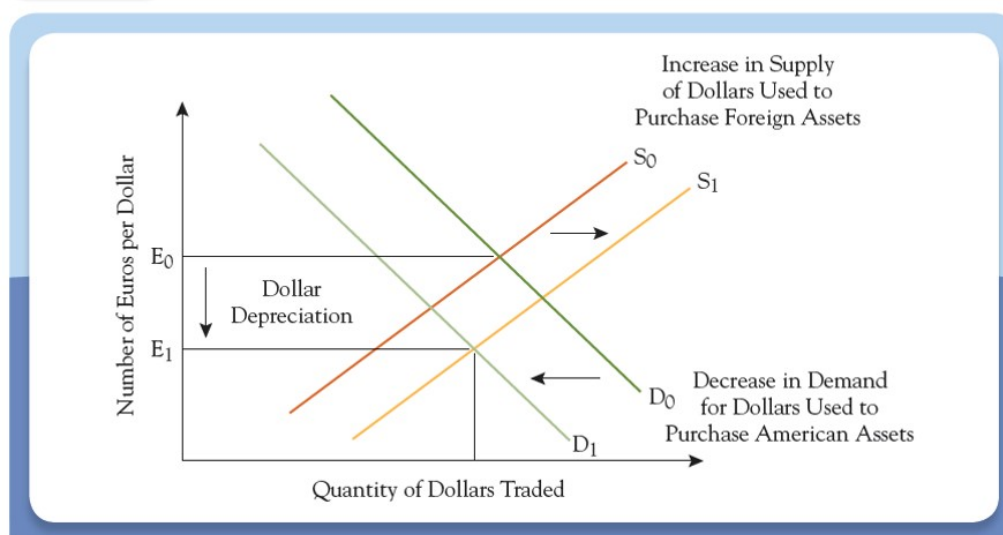 Increase in Supply
of Dollars Used to
Purchase Foreign Assets
S0
S1
Number of Euros per Dollar
E0
Dollar
Depreciation
E1
D0
Decrease in Demand
for Dollars Used to
Purchase American Assets
D1
Quantity of Dollars Traded